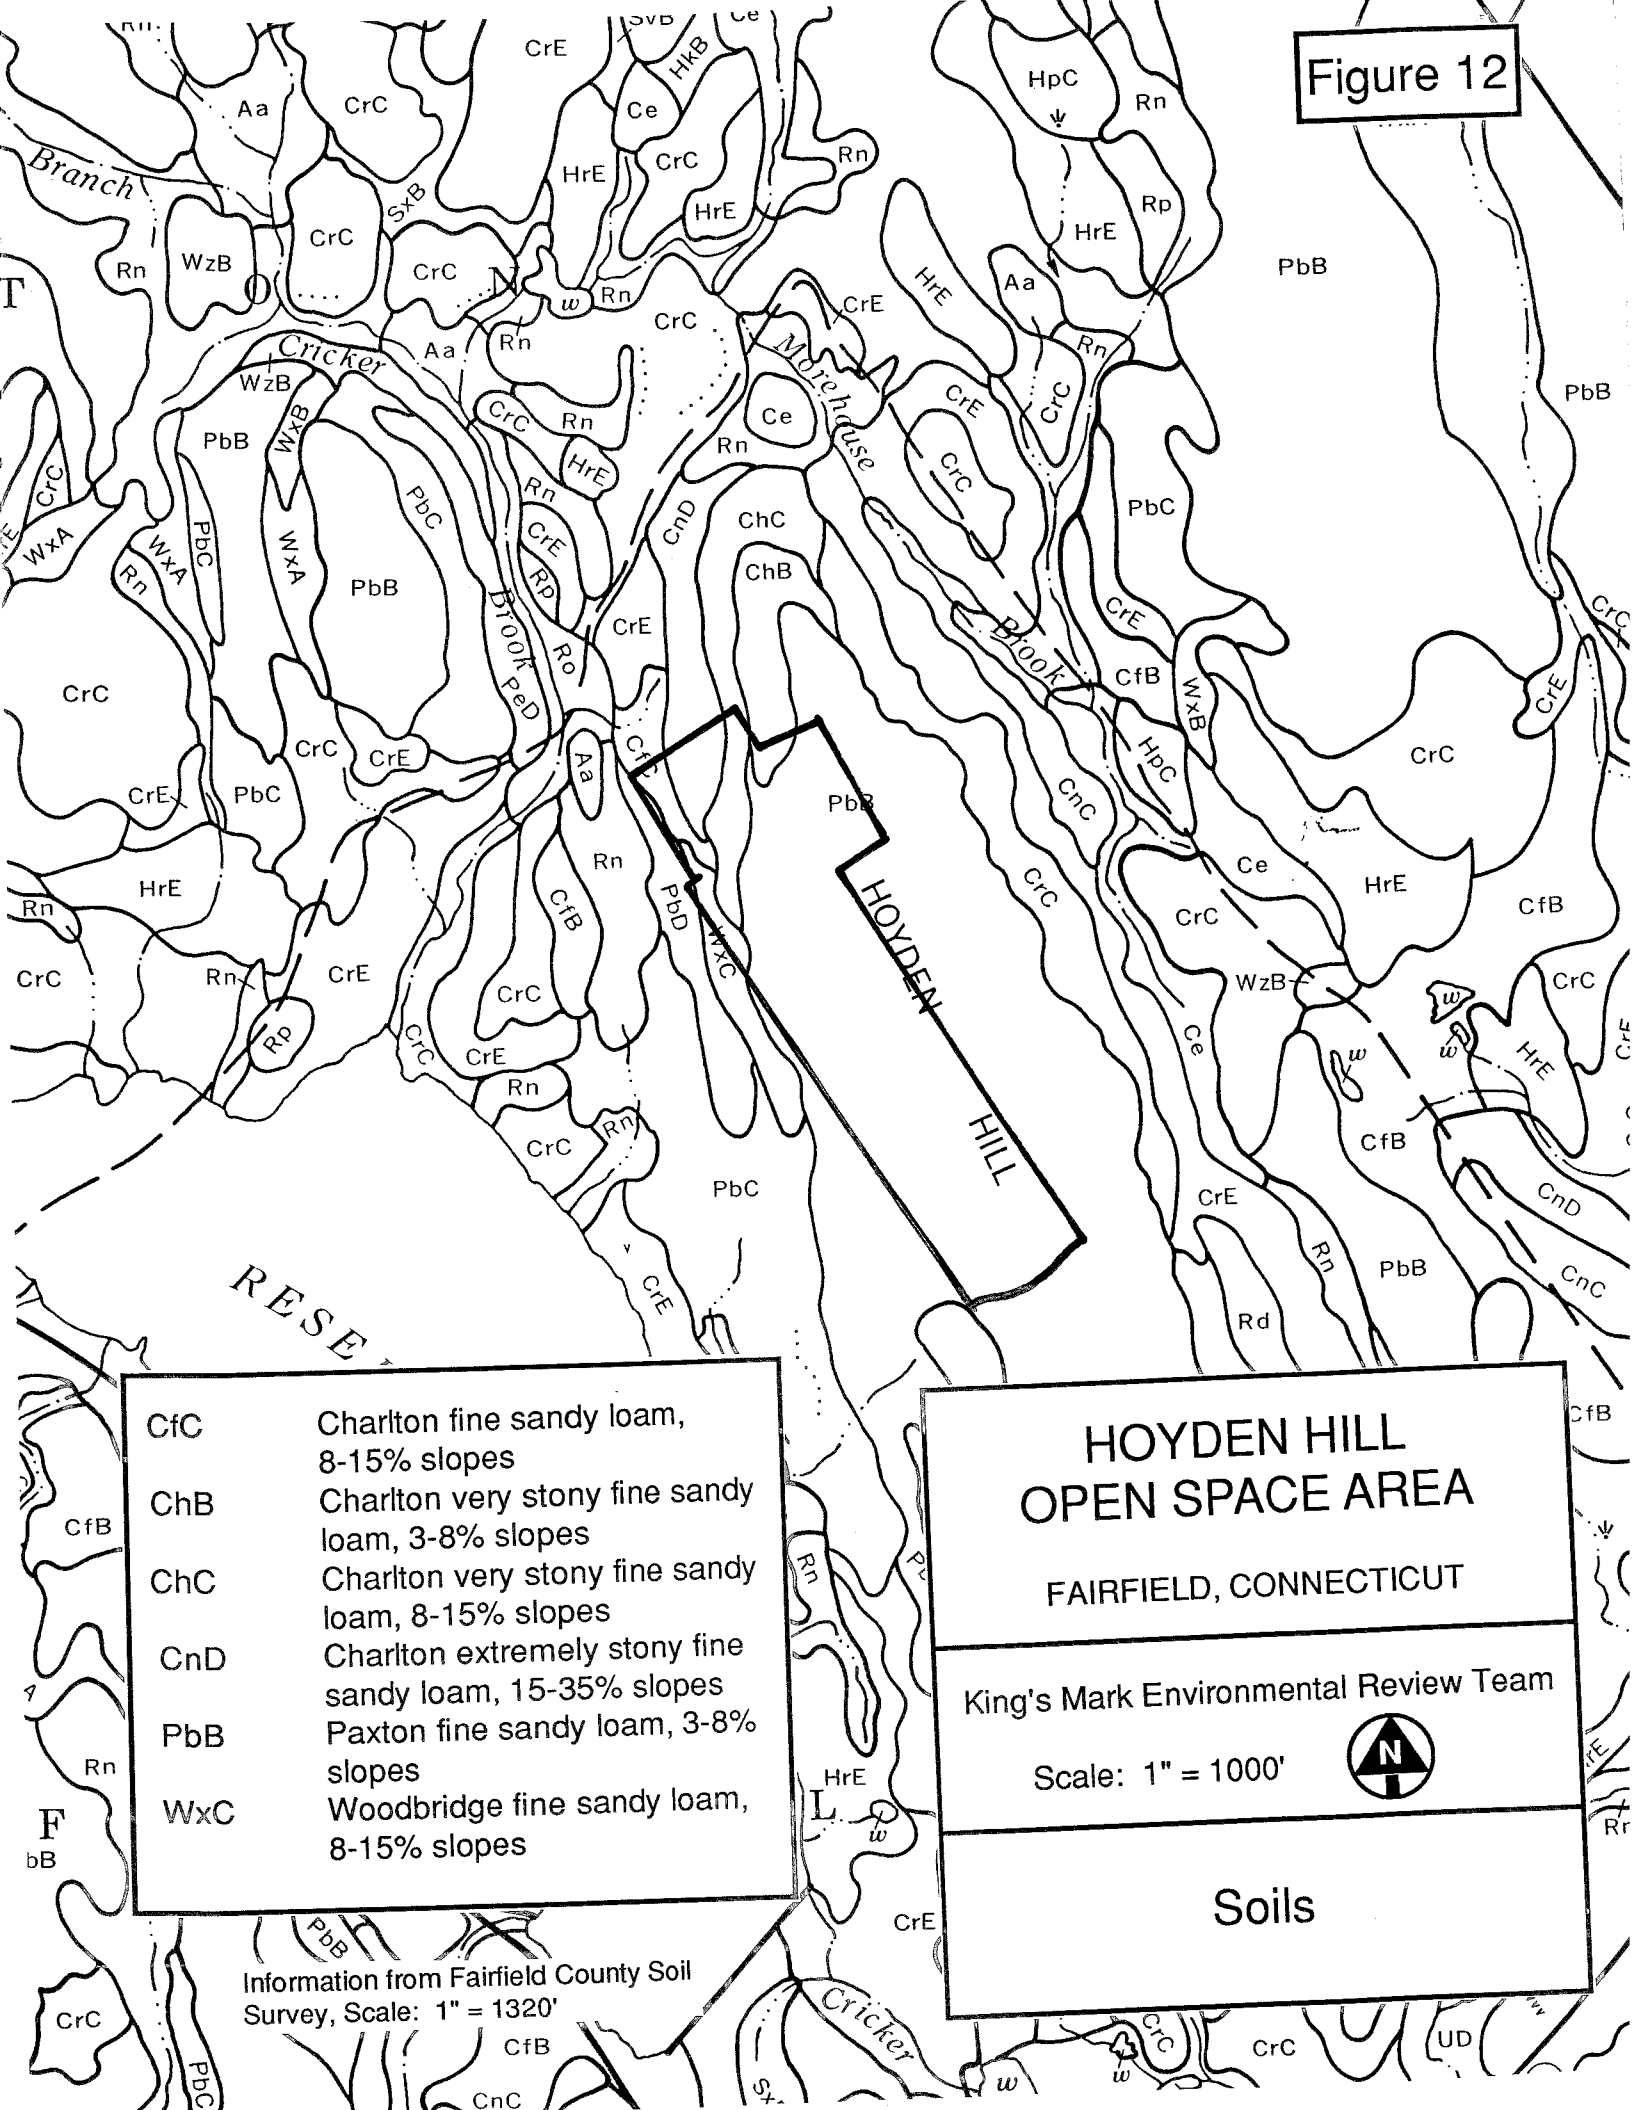 Figure 12
Rn
SvB
Ce
CrE
HkB
HpC
Aa
CrC
Ce
Rn
Branch
HrE
CrC
Rn
SxB
HrE
Rp
CrC
HrE
Rn
WzB
CrC
N
HrE
Aa
PbB
T
O
w
Rn
CrE
CrC
Cricker
Aa
Rn
Morehouse
Rn
WzB
CrE
CrC
PbB
WxB
CrC
Rn
Ce
PbB
Rn
HrE
CrC
CrC
PbC
Rn
CnD
ChC
PbC
WxA
WxA
PbC
WxA
CrE
Rn
PbB
Rp
ChB
CrE
CrC
Brook
Ro
CrE
Brook
CfB
CrC
PeD
WxB
CrE
CrC
CrE
Aa
CfC
HpC
CrC
CrE
PbC
PbB
CnC
Rn
Ce
HrE
HrE
Rn
CfB
PbD
HOYDEN
CrC
CrC
CfB
CrC
Rn
CrE
WxC
WzB
CrC
CrC
w
Rp
CrC
CrE
Ce
w
w
HrE
CrE
Rn
CrC
Rn
HILL
CfB
PbC
CrE
CnD
Rn
PbB
CnC
RESE
CrE
Rd
CfC Charlton fine sandy loam,
8-15% slopes
ChB Charlton very stony fine sandy
loam, 3-8% slopes
ChC Charlton very stony fine sandy
loam, 8-15% slopes
CnD Charlton extremely stony fine
sandy loam, 15-35% slopes
PbB Paxton fine sandy loam, 3-8%
slopes
WxC Woodbridge fine sandy loam,
8-15% slopes
HOYDEN HILL
OPEN SPACE AREA
FAIRFIELD, CONNECTICUT
King's Mark Environmental Review Team
Scale: 1" = 1000'
N
Soils
CfB
CfB
Rn
Rn
F
bB
HrE
L
w
CrE
PbB
Information from Fairfield County Soil
Survey, Scale: 1" = 1320'
CrC
PbC
CfB
CnC
Cricker
w
CrC
w
CrC
UD